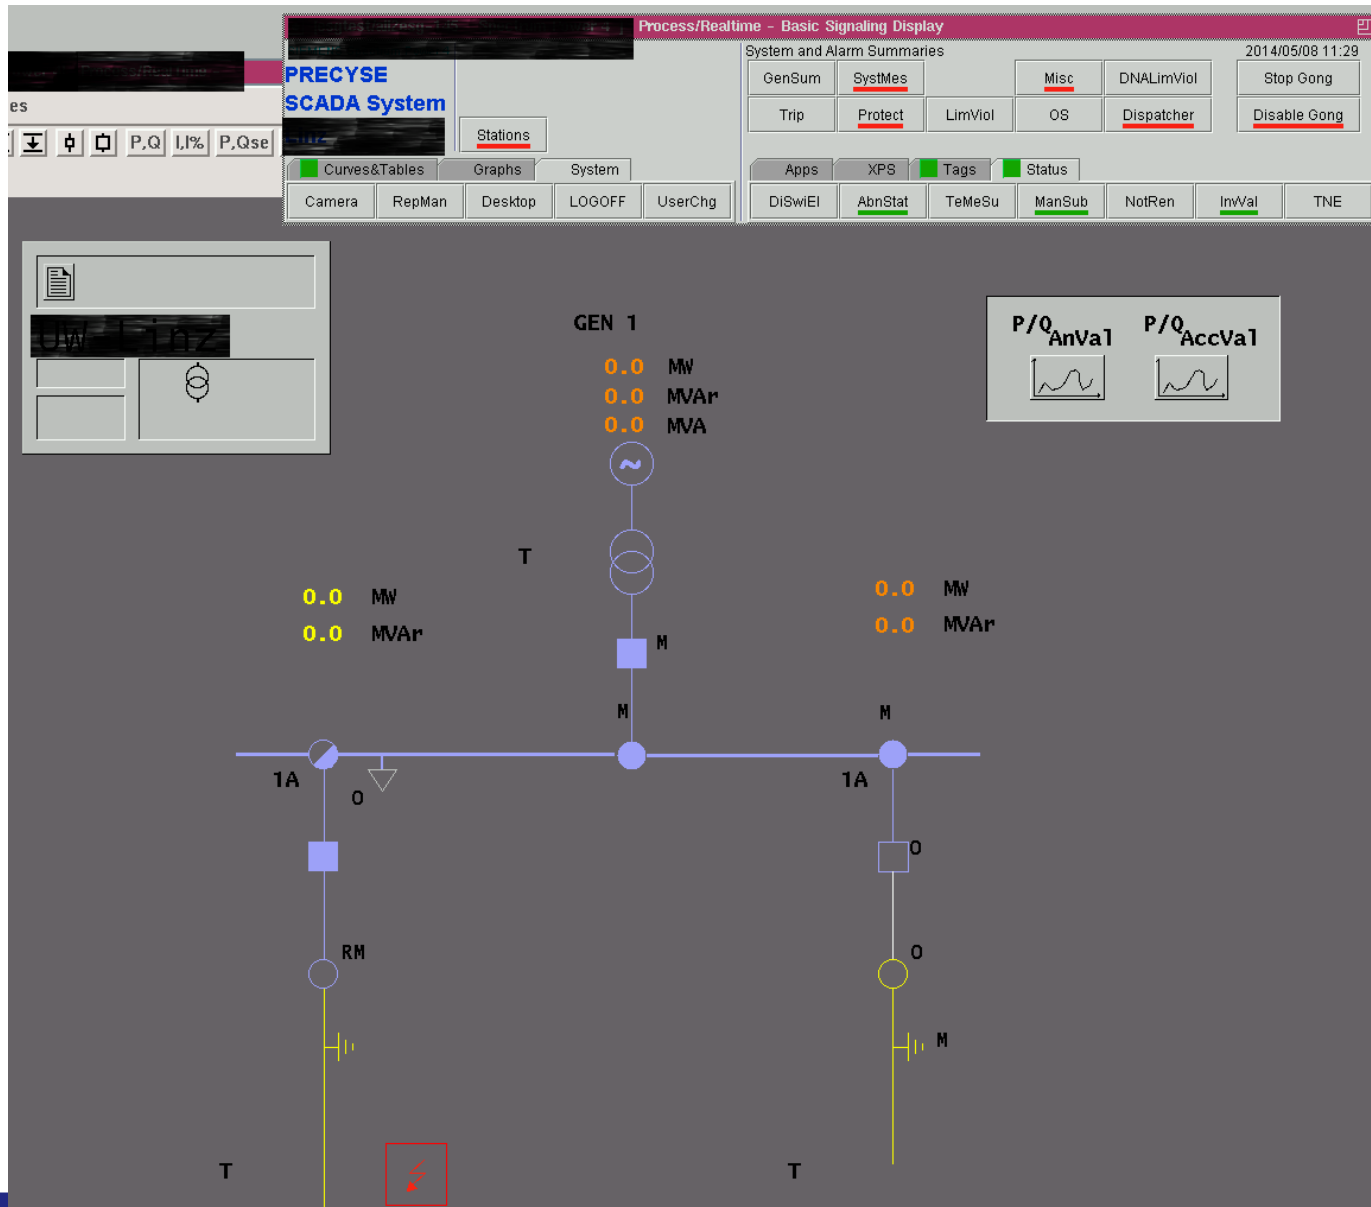 Process/Realtime - Basic Signaling Display
System and Alarm Summaries 2014/05/08 11:29
PRECYSE
SCADA System
GenSum SystMes Misc DNALimViol Stop Gong
es
Trip Protect LimViol OS Dispatcher Disable Gong
P,Q I,I% P,Qse
Linz
Stations
Curves&Tables Graphs System Apps XPS Tags Status
Camera RepMan Desktop LOGOFF UserChg DiSwiEl AbnStat TeMeSu ManSub NotRen InvVal TNE
UW Linz
GEN 1
P/Q AnVal P/Q AccVal
0.0 MW
0.0 MVAr
0.0 MVA
T
0.0 MW
0.0 MVAr
0.0 MW
0.0 MVAr
M
M
M
1A
O
1A
O
RM
O
M
T
T